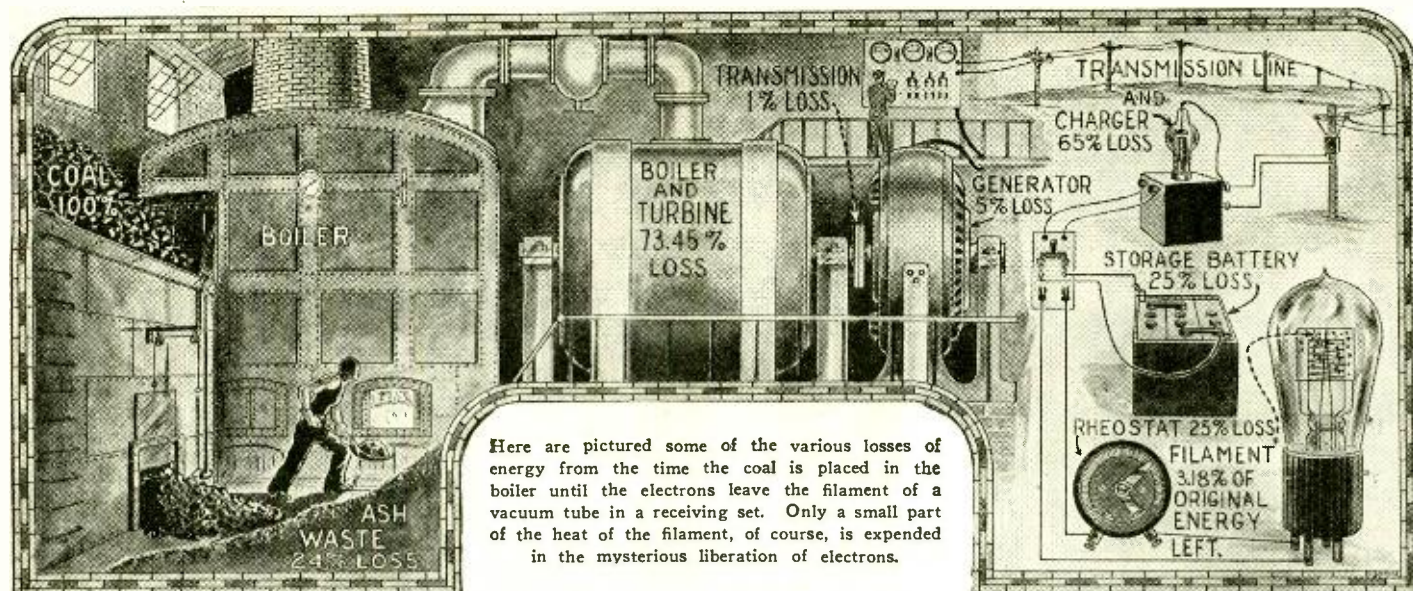 COAL
100%
BOILER
ASH
WASTE
24% LOSS
BOILER
AND
TURBINE
73.45%
LOSS
TRANSMISSION
1% LOSS
GENERATOR
5% LOSS
TRANSMISSION LINE
AND
CHARGER
65% LOSS
STORAGE BATTERY
25% LOSS
RHEOSTAT 25% LOSS
FILAMENT
3.18% OF
ORIGINAL
ENERGY
LEFT.
Here are pictured some of the various losses of
energy from the time the coal is placed in the
boiler until the electrons leave the filament of a
vacuum tube in a receiving set. Only a small part
of the heat of the filament, of course, is expended
in the mysterious liberation of electrons.